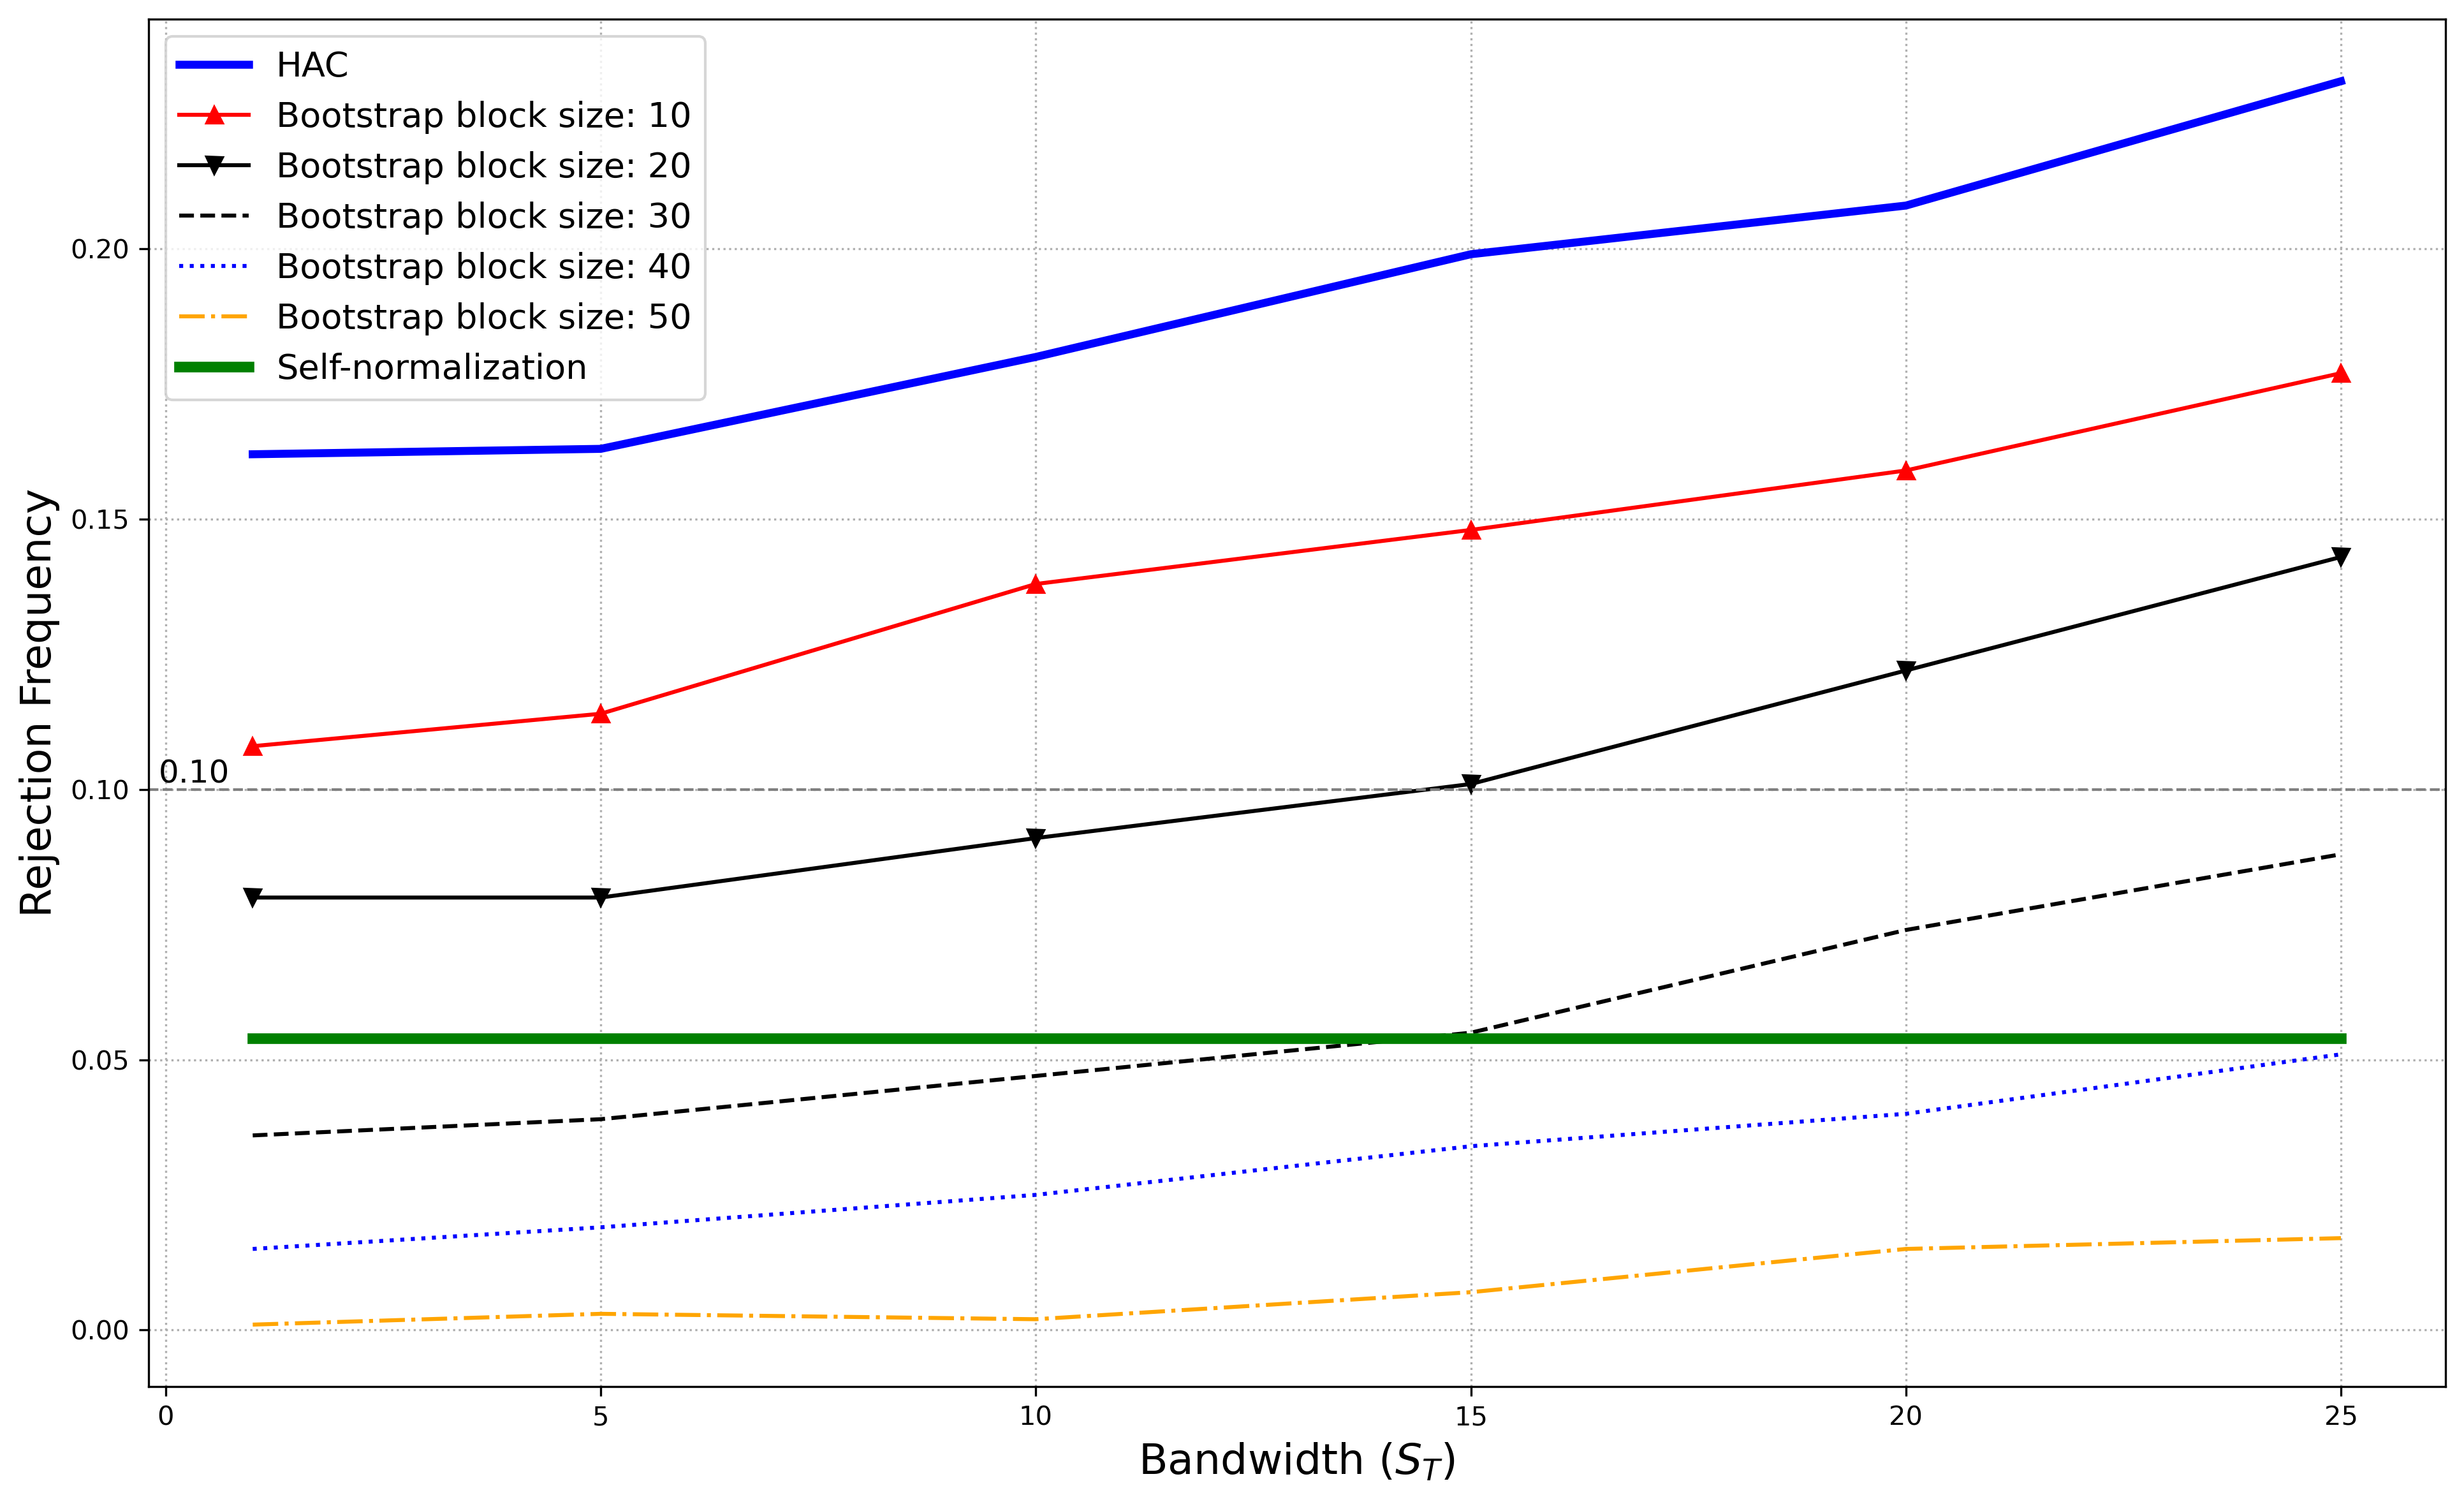 HAC
Bootstrap block size: 10
Bootstrap block size: 20
Bootstrap block size: 30
Bootstrap block size: 40
Bootstrap block size: 50
Self-normalization
Rejection Frequency
0.20
0.15
0.10
0.10
0.05
0.00
0 5 10 15 20 25
Bandwidth (S_T)